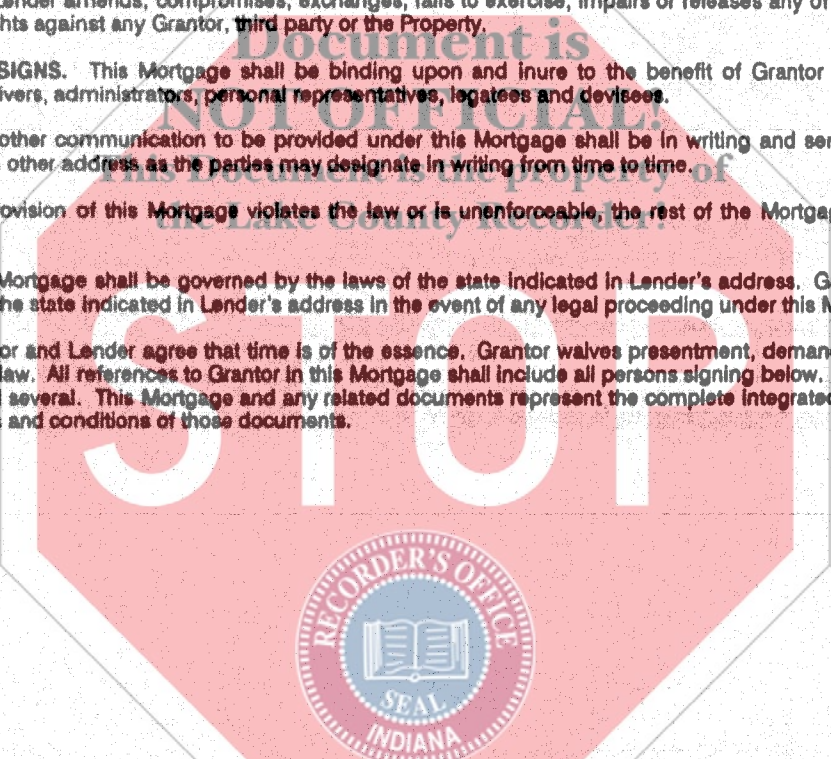 ender amends, compromises, exchanges, fails to exercise, impairs or releases any of
hts against any Grantor, third party or the Property.
Document is
SIGNS. This Mortgage shall be binding upon and inure to the benefit of Grantor
ivers, administrators, personal representatives, legatees and devisees.
NOT OFFICIAL!
other communication to be provided under this Mortgage shall be in writing and ser
other address as the parties may designate in writing from time to time.
This Document is the property of
the Lake County Recorder!
ovision of this Mortgage violates the law or is unenforceable, the rest of the Mortga
Mortgage shall be governed by the laws of the state indicated in Lender's address. G
he state indicated in Lender's address in the event of any legal proceeding under this M
or and Lender agree that time is of the essence. Grantor waives presentment, deman
law. All references to Grantor in this Mortgage shall include all persons signing below.
several. This Mortgage and any related documents represent the complete integrated
and conditions of those documents.
STOP
RECORDER'S OFFICE
SEAL
INDIANA